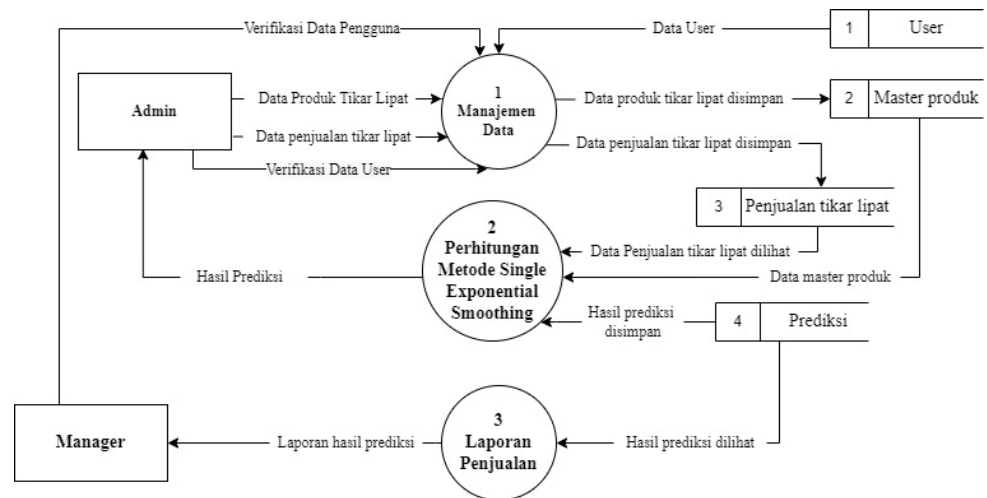 Verifikasi Data Pengguna
Data User
1
User
Admin
Data Produk Tikar Lipat
Data penjualan tikar lipat
Verifikasi Data User
1
Manajemen
Data
Data produk tikar lipat disimpan
2
Master produk
Data penjualan tikar lipat disimpan
3
Penjualan tikar lipat
2
Perhitungan
Metode Single
Exponential
Smoothing
Data Penjualan tikar lipat dilihat
Hasil Prediksi
Data master produk
Hasil prediksi
disimpan
4
Prediksi
Manager
Laporan hasil prediksi
3
Laporan
Penjualan
Hasil prediksi dilihat